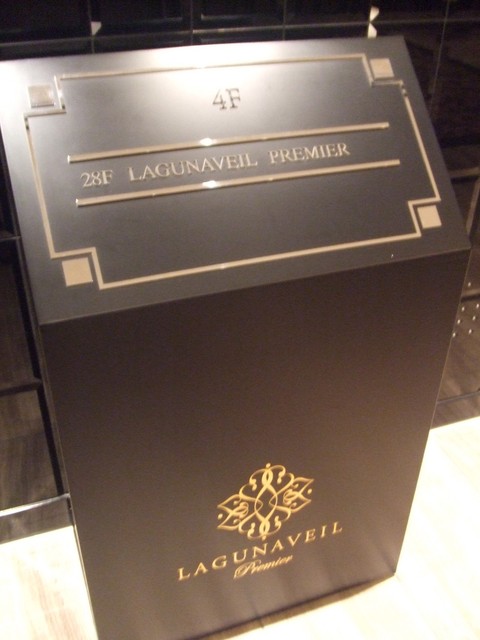 4F
28F LAGUNAVEIL PREMIER
LAGUNAVEIL
Premier